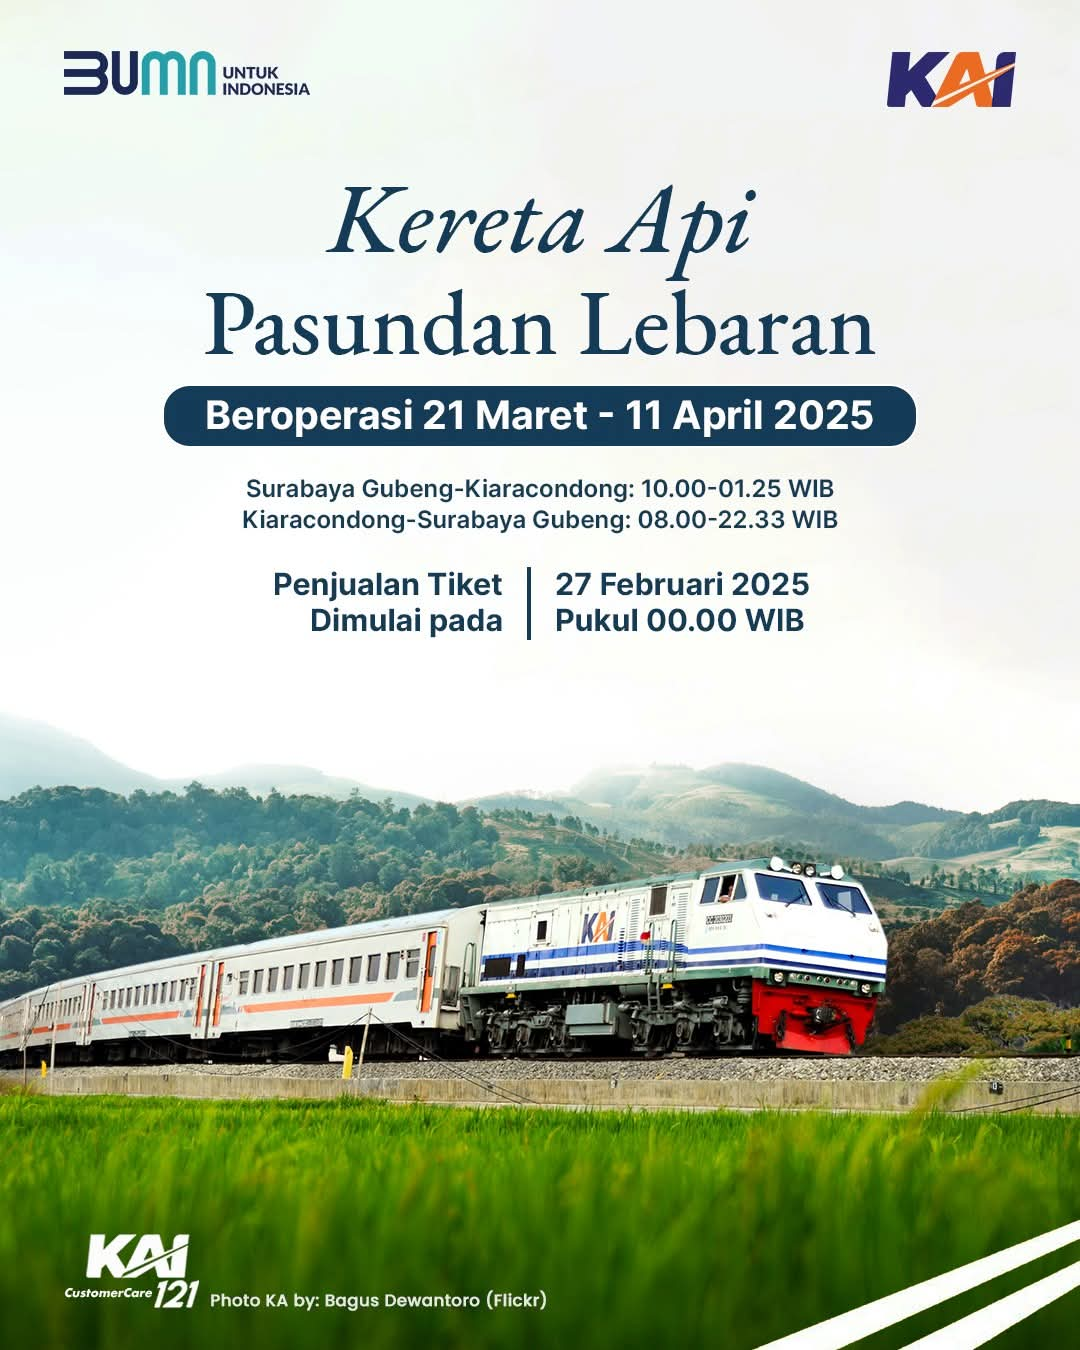 BUMN UNTUK
INDONESIA
KAI
Kereta Api
Pasundan Lebaran
Beroperasi 21 Maret - 11 April 2025
Surabaya Gubeng-Kiaracondong: 10.00-01.25 WIB
Kiaracondong-Surabaya Gubeng: 08.00-22.33 WIB
Penjualan Tiket
Dimulai pada
27 Februari 2025
Pukul 00.00 WIB
KAI
KAI
CustomerCare 121
Photo KA by: Bagus Dewantoro (Flickr)